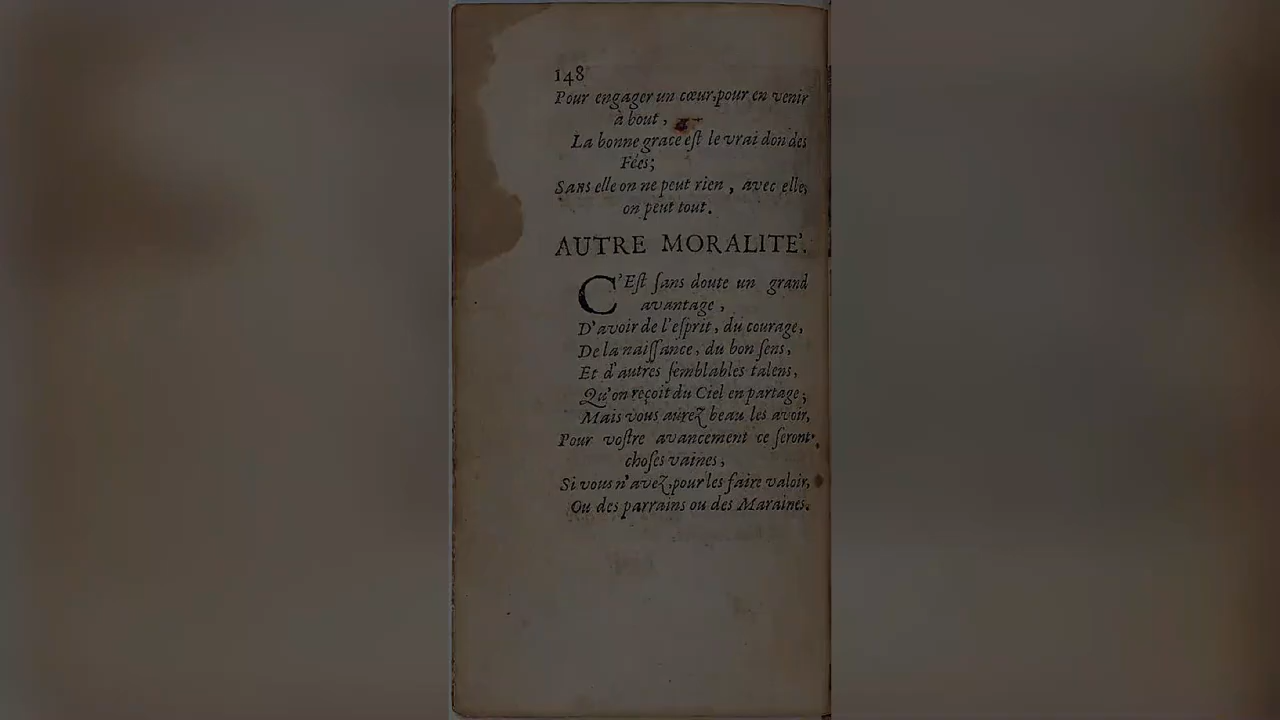 148
Pour engager un cœur, pour en venir
à bout,
La bonne grace eſt le vrai don des
Fées;
Sans elle on ne peut rien, avec elle,
on peut tout.
AUTRE MORALITE'.
C'Eſt ſans doute un grand
avantage,
D'avoir de l'eſprit, du courage,
De la naiſſance, du bon ſens,
Et d'autres ſemblables talens,
Qu'on reçoit du Ciel en partage;
Mais vous aurez beau les avoir,
Pour voſtre avancement ce ſeront
choſes vaines,
Si vous n'avez, pour les faire valoir,
Ou des parrains ou des Maraines.